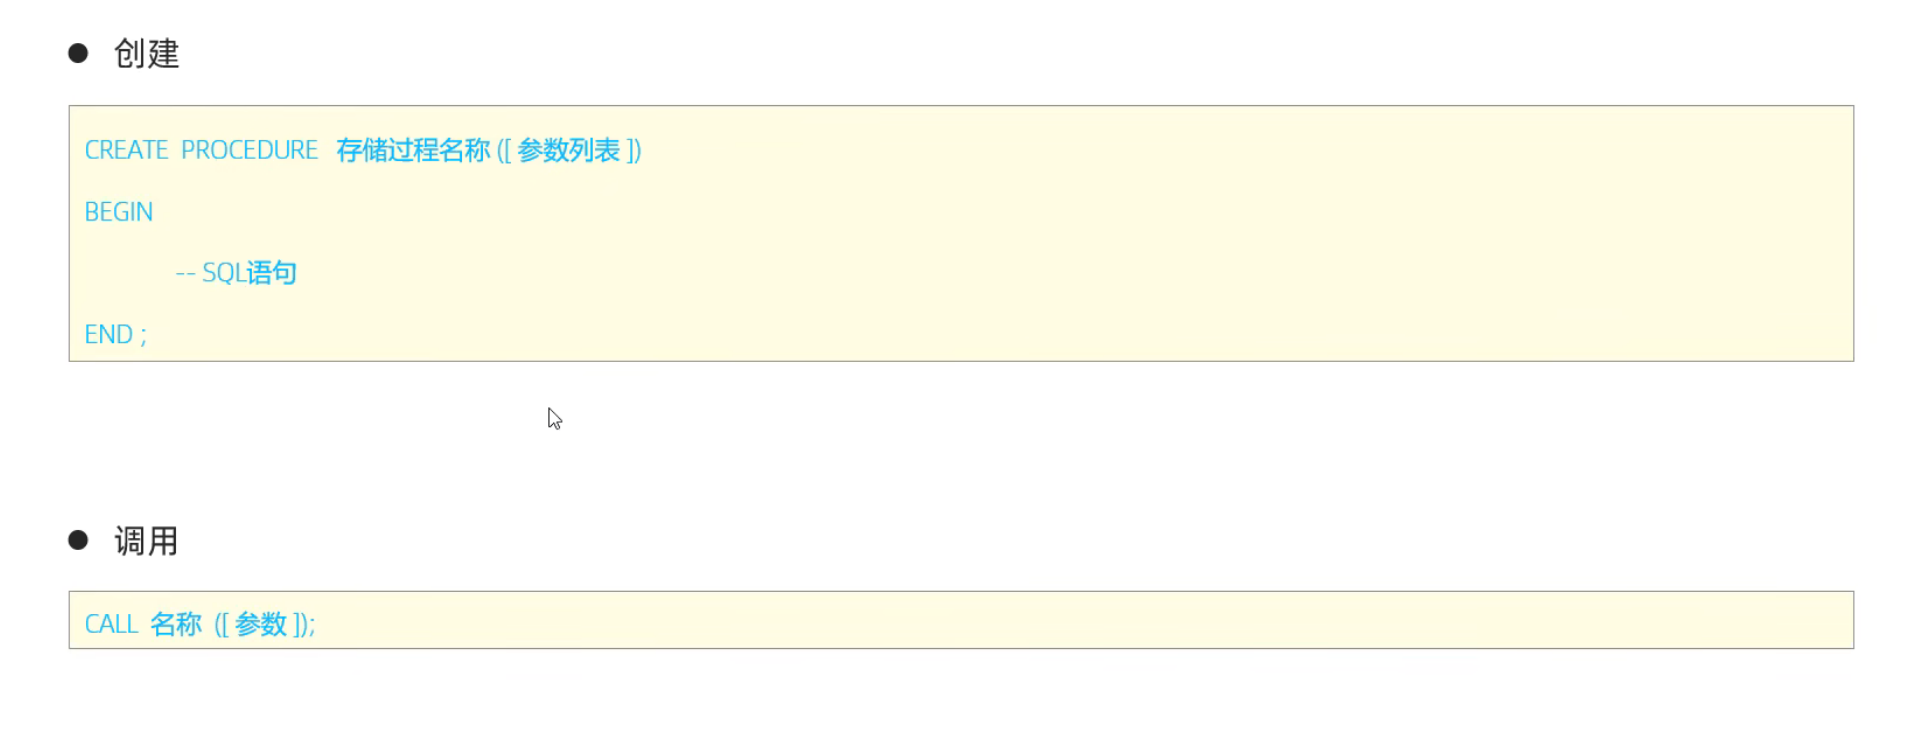 ● 创建
CREATE PROCEDURE 存储过程名称 ([ 参数列表 ])
BEGIN
-- SQL语句
END ;
● 调用
CALL 名称 ([ 参数 ]);